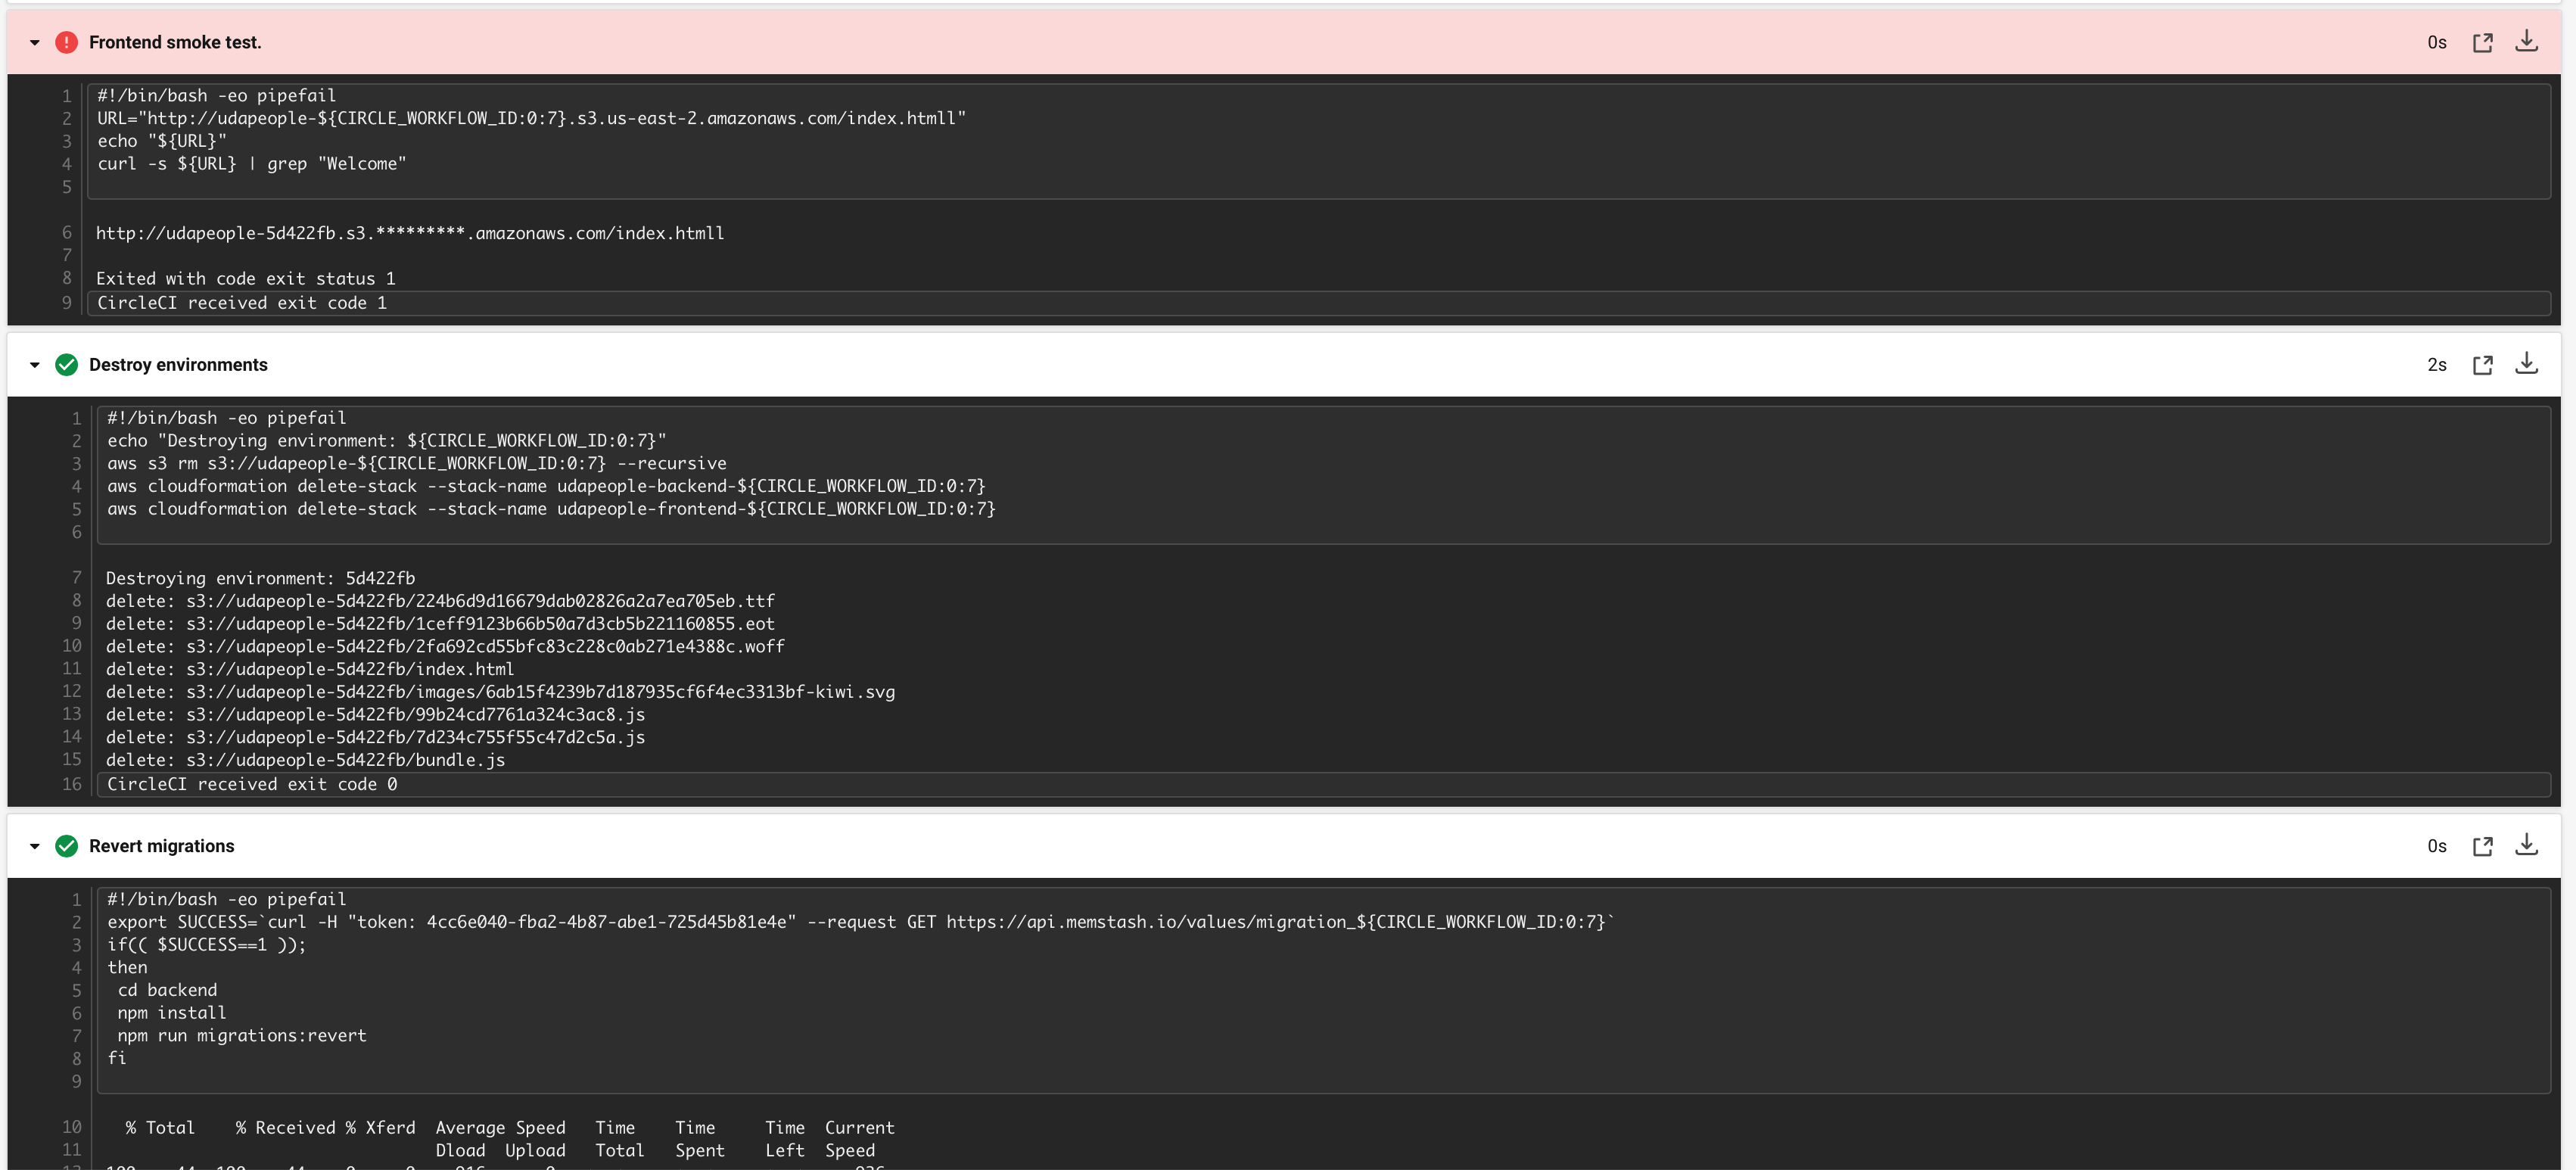 Frontend smoke test.
0s
1 #!/bin/bash -eo pipefail
2 URL="http://udapeople-${CIRCLE_WORKFLOW_ID:0:7}.s3.us-east-2.amazonaws.com/index.htmll"
3 echo "${URL}"
4 curl -s ${URL} | grep "Welcome"
5
6 http://udapeople-5d422fb.s3.*********.amazonaws.com/index.htmll
7
8 Exited with code exit status 1
9 CircleCI received exit code 1
Destroy environments
2s
1 #!/bin/bash -eo pipefail
2 echo "Destroying environment: ${CIRCLE_WORKFLOW_ID:0:7}"
3 aws s3 rm s3://udapeople-${CIRCLE_WORKFLOW_ID:0:7} --recursive
4 aws cloudformation delete-stack --stack-name udapeople-backend-${CIRCLE_WORKFLOW_ID:0:7}
5 aws cloudformation delete-stack --stack-name udapeople-frontend-${CIRCLE_WORKFLOW_ID:0:7}
6
7 Destroying environment: 5d422fb
8 delete: s3://udapeople-5d422fb/224b6d9d16679dab02826a2a7ea705eb.ttf
9 delete: s3://udapeople-5d422fb/1ceff9123b66b50a7d3cb5b221160855.eot
10 delete: s3://udapeople-5d422fb/2fa692cd55bfc83c228c0ab271e4388c.woff
11 delete: s3://udapeople-5d422fb/index.html
12 delete: s3://udapeople-5d422fb/images/6ab15f4239b7d187935cf6f4ec3313bf-kiwi.svg
13 delete: s3://udapeople-5d422fb/99b24cd7761a324c3ac8.js
14 delete: s3://udapeople-5d422fb/7d234c755f55c47d2c5a.js
15 delete: s3://udapeople-5d422fb/bundle.js
16 CircleCI received exit code 0
Revert migrations
0s
1 #!/bin/bash -eo pipefail
2 export SUCCESS=`curl -H "token: 4cc6e040-fba2-4b87-abe1-725d45b81e4e" --request GET https://api.memstash.io/values/migration_${CIRCLE_WORKFLOW_ID:0:7}`
3 if(( $SUCCESS==1 ));
4 then
5 cd backend
6 npm install
7 npm run migrations:revert
8 fi
9
10 % Total % Received % Xferd Average Speed Time Time Time Current
11 Dload Upload Total Spent Left Speed